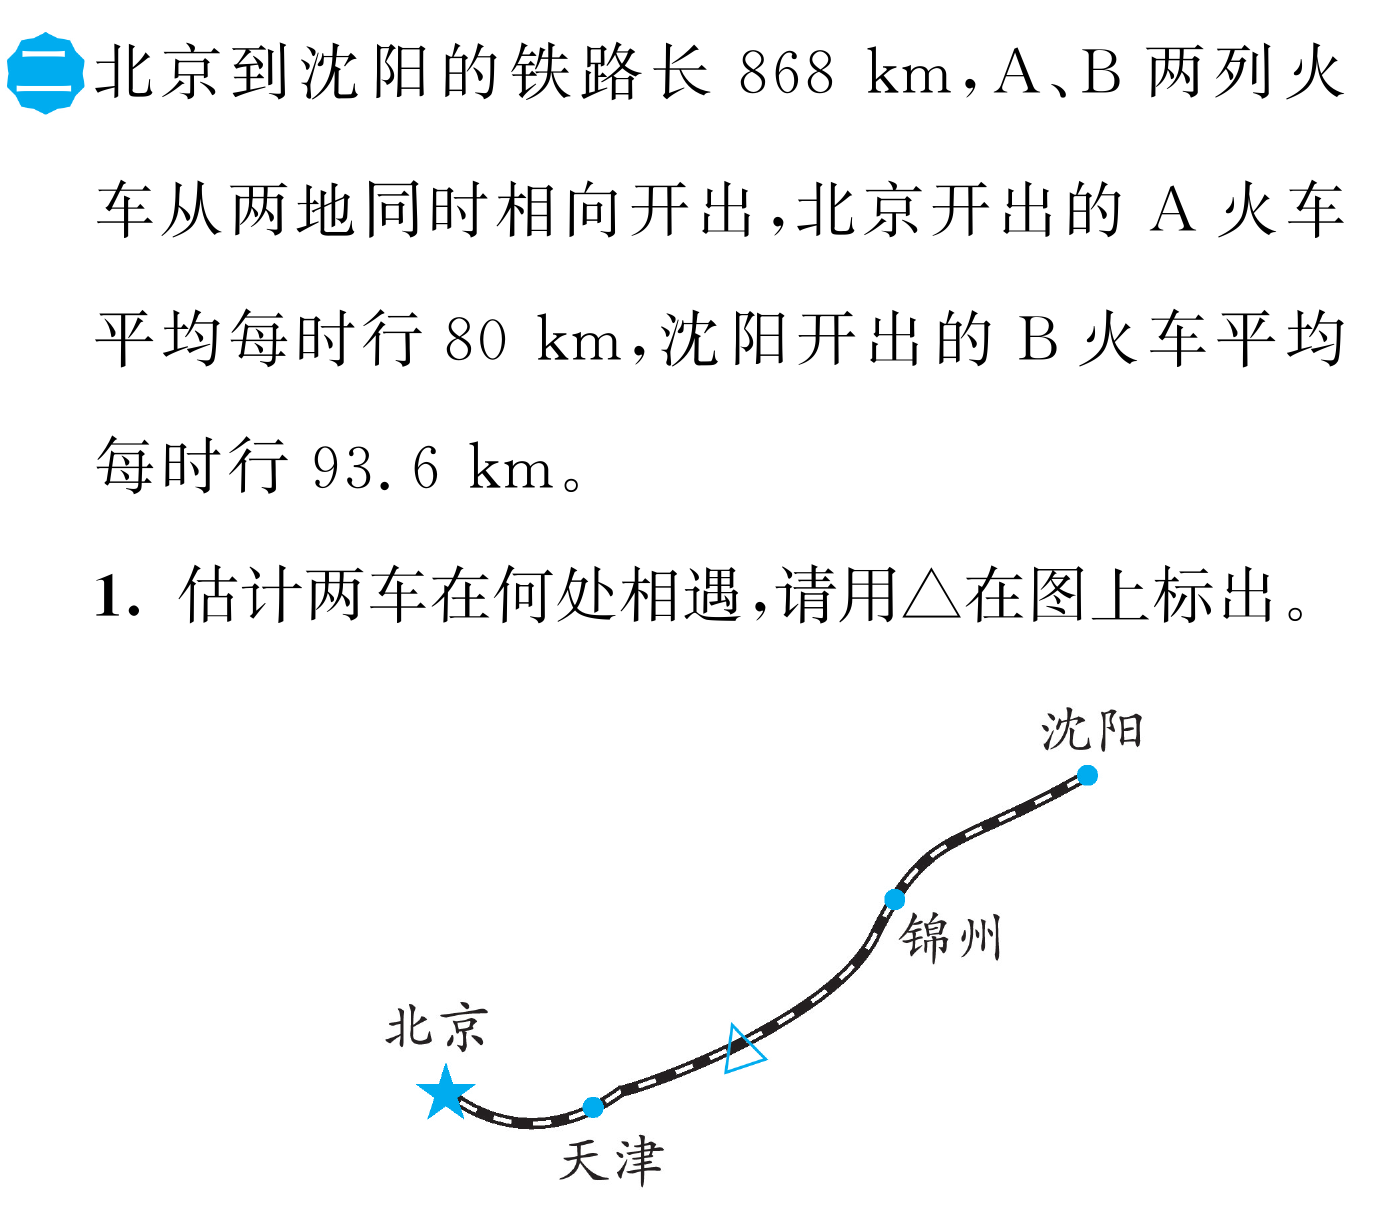 二 北京到沈阳的铁路长 868 km,A、B 两列火
车从两地同时相向开出,北京开出的 A 火车
平均每时行 80 km,沈阳开出的 B 火车平均
每时行 93.6 km。
1. 估计两车在何处相遇,请用△在图上标出。
沈阳
锦州
北京
天津